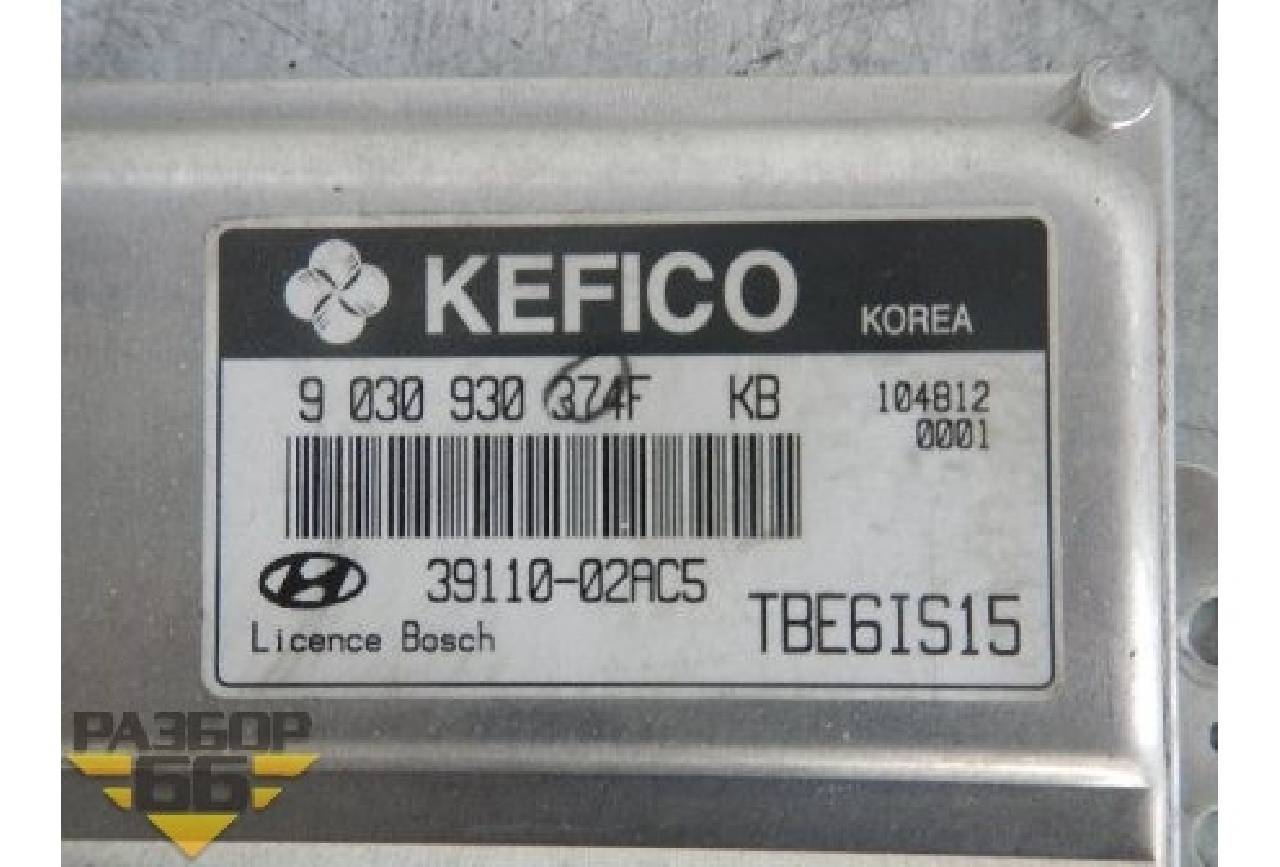 KEFICO KOREA
9 030 930 374F KB 104812
0001
39110-02AC5
TBE6IS15
Licence Bosch
РАЗБОР
66